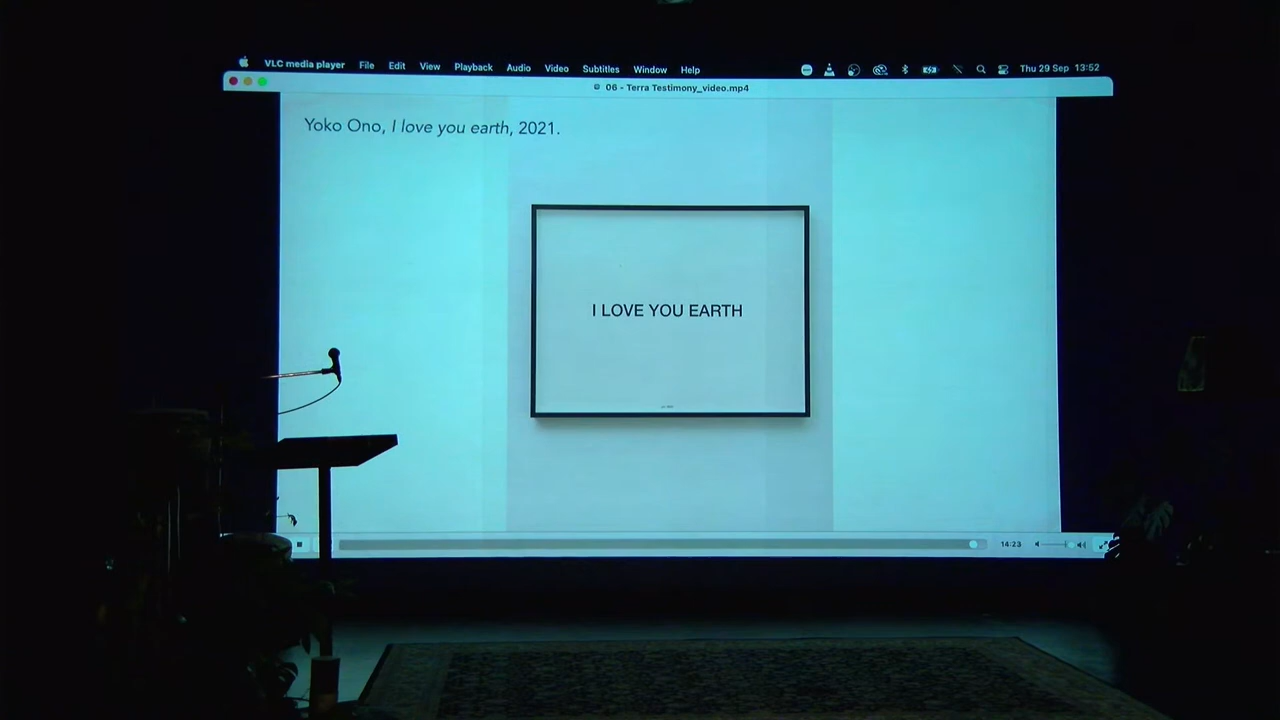 VLC media player File Edit View Playback Audio Video Subtitles Window Help Thu 29 Sep 13:52
06 - Terra Testimony_video.mp4
Yoko Ono, I love you earth, 2021.
I LOVE YOU EARTH
14:23